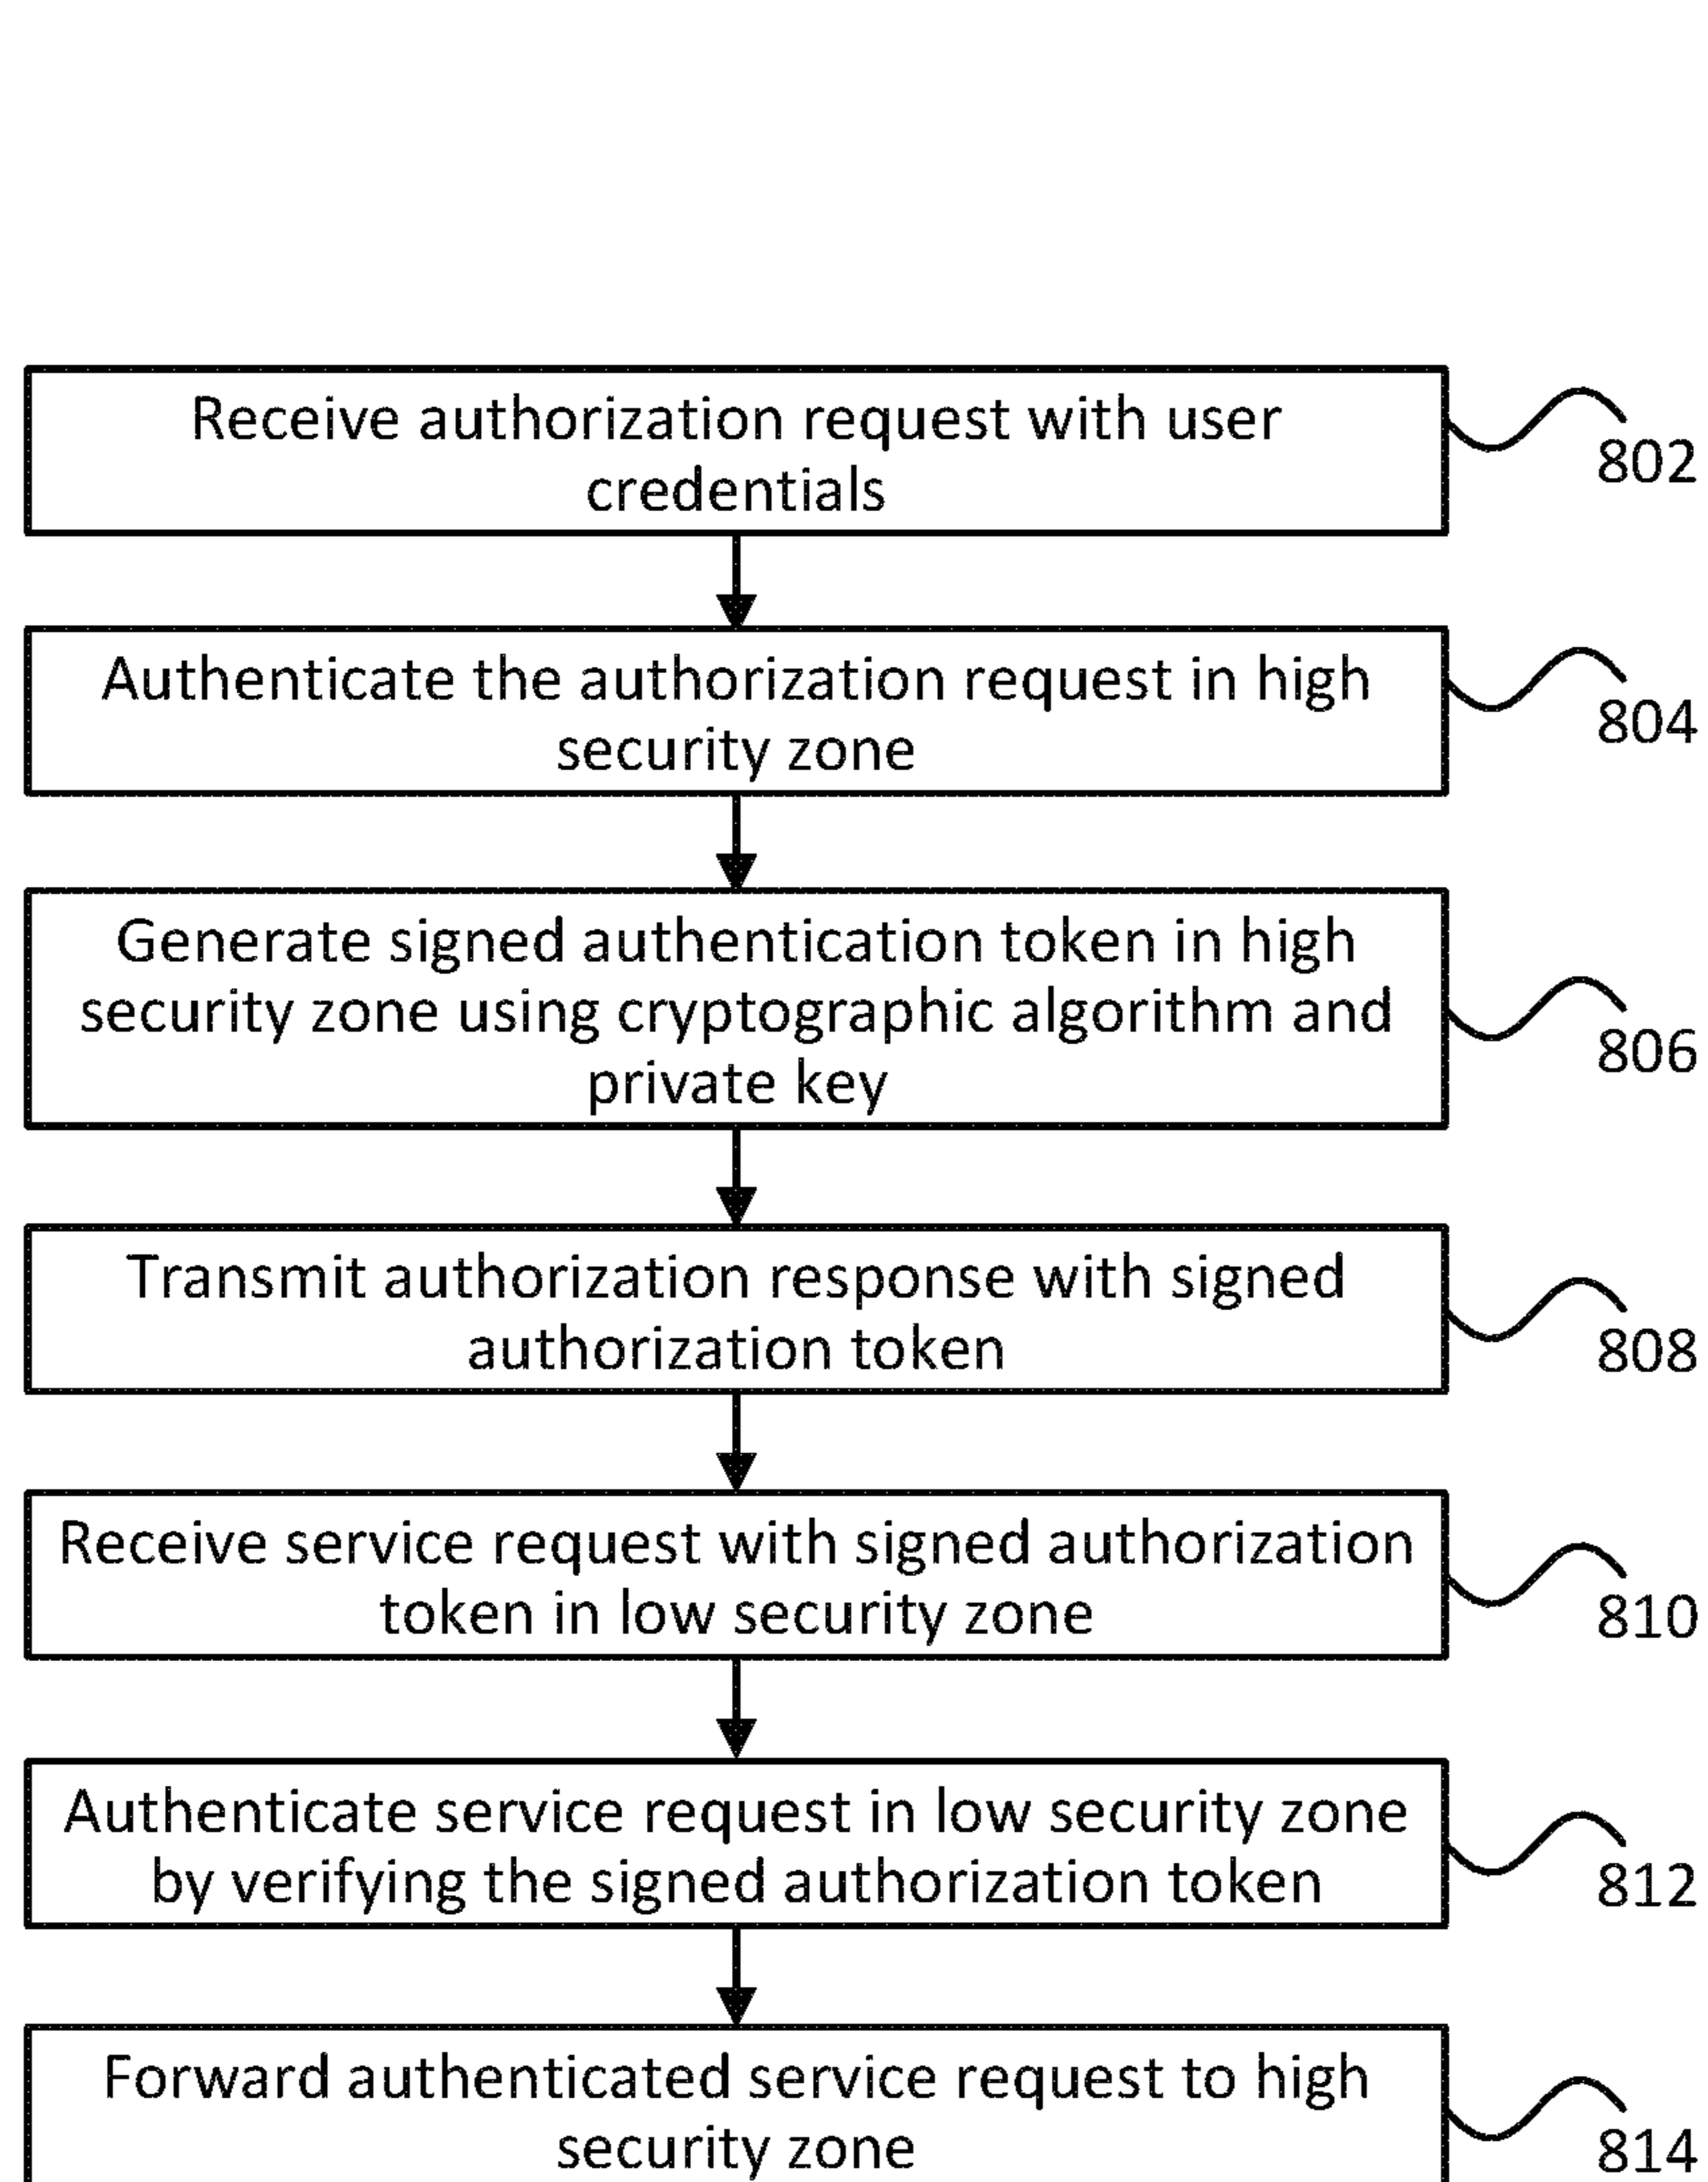 Receive authorization request with user
credentials
802
Authenticate the authorization request in high
security zone
804
Generate signed authentication token in high
security zone using cryptographic algorithm and
private key
806
Transmit authorization response with signed
authorization token
808
Receive service request with signed authorization
token in low security zone
810
Authenticate service request in low security zone
by verifying the signed authorization token
812
Forward authenticated service request to high
security zone
814